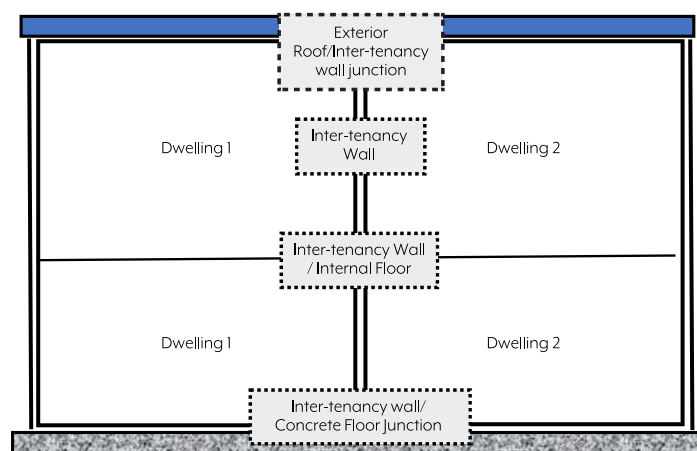 Exterior
Roof/Inter-tenancy
wall junction
Inter-tenancy
Wall
Dwelling 1
Dwelling 2
Inter-tenancy Wall
/ Internal Floor
Dwelling 1
Dwelling 2
Inter-tenancy wall/
Concrete Floor Junction